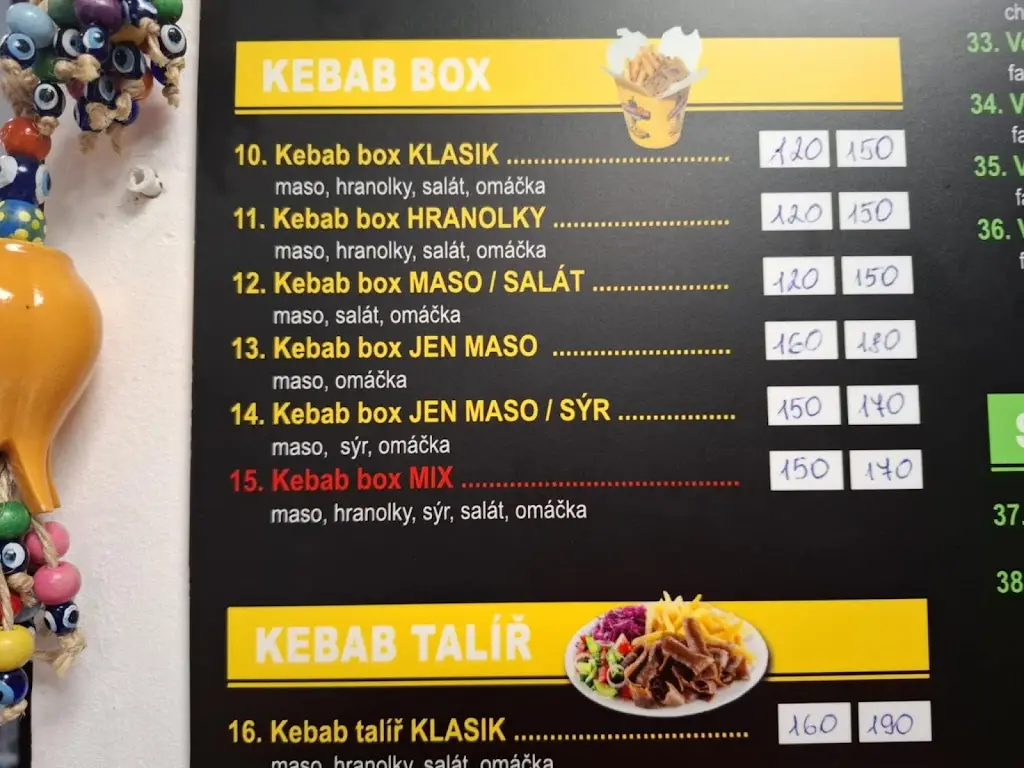 KEBAB BOX
10. Kebab box KLASIK ................................ 120 150
maso, hranolky, salát, omáčka
11. Kebab box HRANOLKY ......................... 120 150
maso, hranolky, salát, omáčka
12. Kebab box MASO / SALÁT ................... 120 150
maso, salát, omáčka
13. Kebab box JEN MASO ......................... 160 180
maso, omáčka
14. Kebab box JEN MASO / SÝR ................. 150 170
maso, sýr, omáčka
15. Kebab box MIX ........................................ 150 170
maso, hranolky, sýr, salát, omáčka
KEBAB TALÍŘ
16. Kebab talíř KLASIK .................................. 160 190
maso, hranolky, salát, omáčka
33.
34.
35.
36.
37.
38